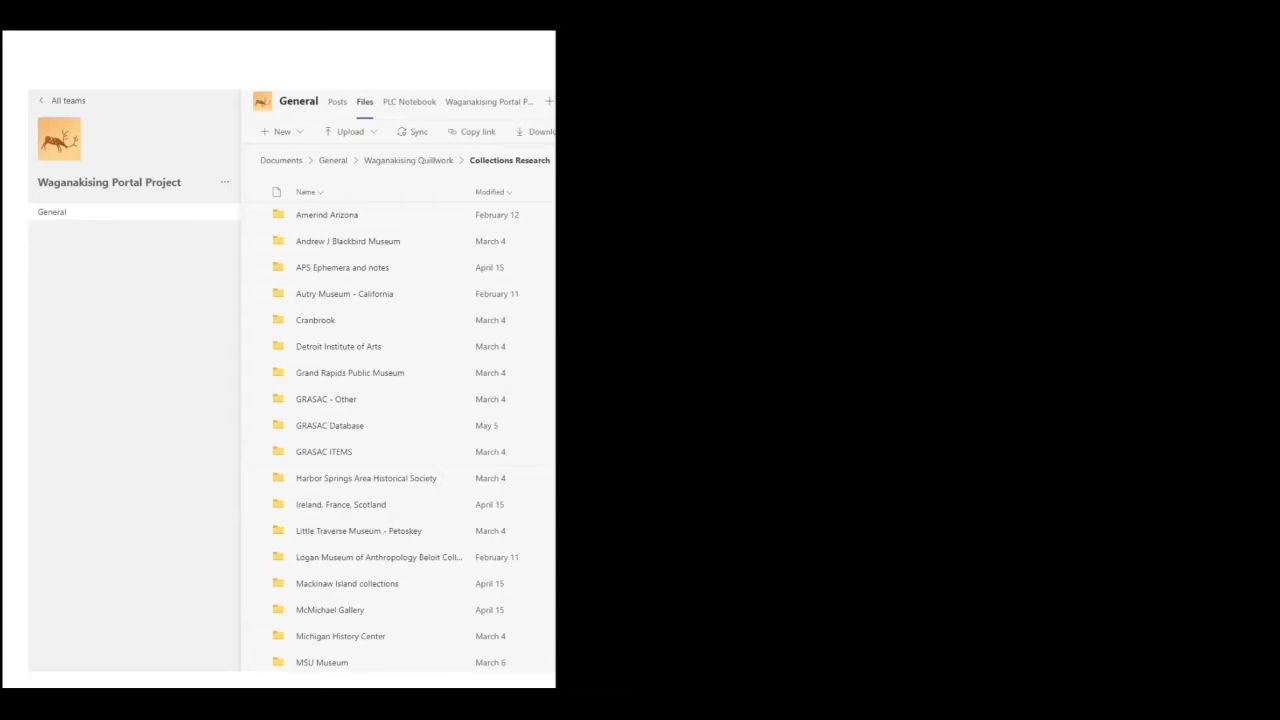 All teams
Waganakising Portal Project
General
General Posts Files PLC Notebook Waganakising Portal P...
New Upload Sync Copy link Downlo
Documents General Waganakising Quillwork Collections Research
Name Modified
Amerind Arizona February 12
Andrew J Blackbird Museum March 4
APS Ephemera and notes April 15
Autry Museum - California February 11
Cranbrook March 4
Detroit Institute of Arts March 4
Grand Rapids Public Museum March 4
GRASAC - Other March 4
GRASAC Database May 5
GRASAC ITEMS March 4
Harbor Springs Area Historical Society March 4
Ireland, France, Scotland April 15
Little Traverse Museum - Petoskey March 4
Logan Museum of Anthropology Beloit Coll... February 11
Mackinaw Island collections April 15
McMichael Gallery April 15
Michigan History Center March 4
MSU Museum March 6